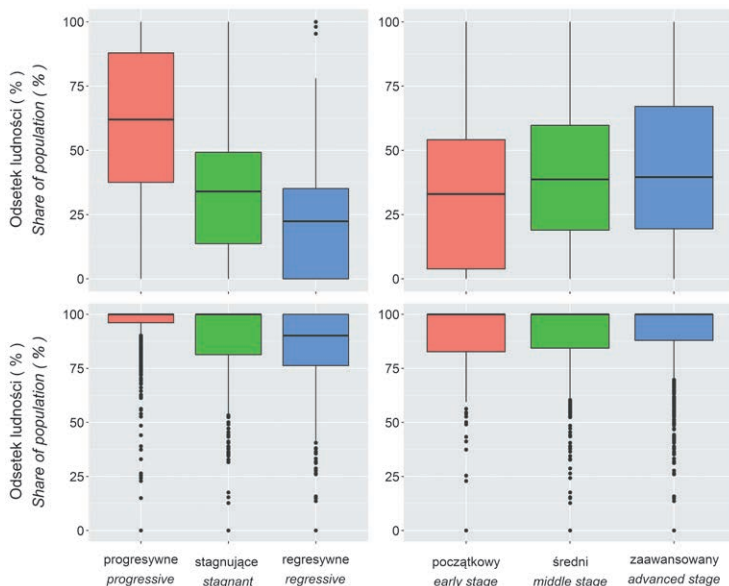 Odsetek ludności ( % )
Share of population ( % )
100
75
50
25
0
100
75
50
25
0
Odsetek ludności ( % )
Share of population ( % )
100
75
50
25
0
100
75
50
25
0
progresywne
progressive
stagnujące
stagnant
regresywne
regressive
początkowy
early stage
średni
middle stage
zaawansowany
advanced stage